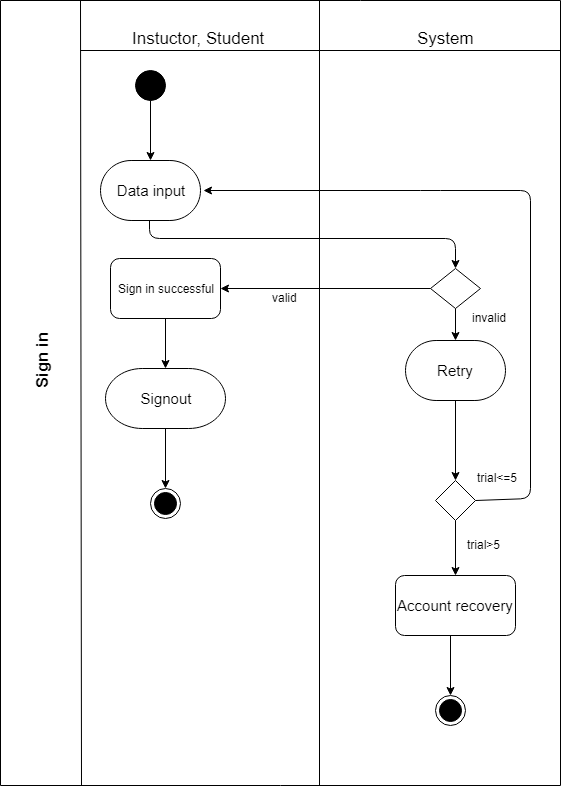 Instuctor, Student
System
Sign in
Data input
Sign in successful
valid
invalid
Signout
Retry
trial<=5
trial>5
Account recovery